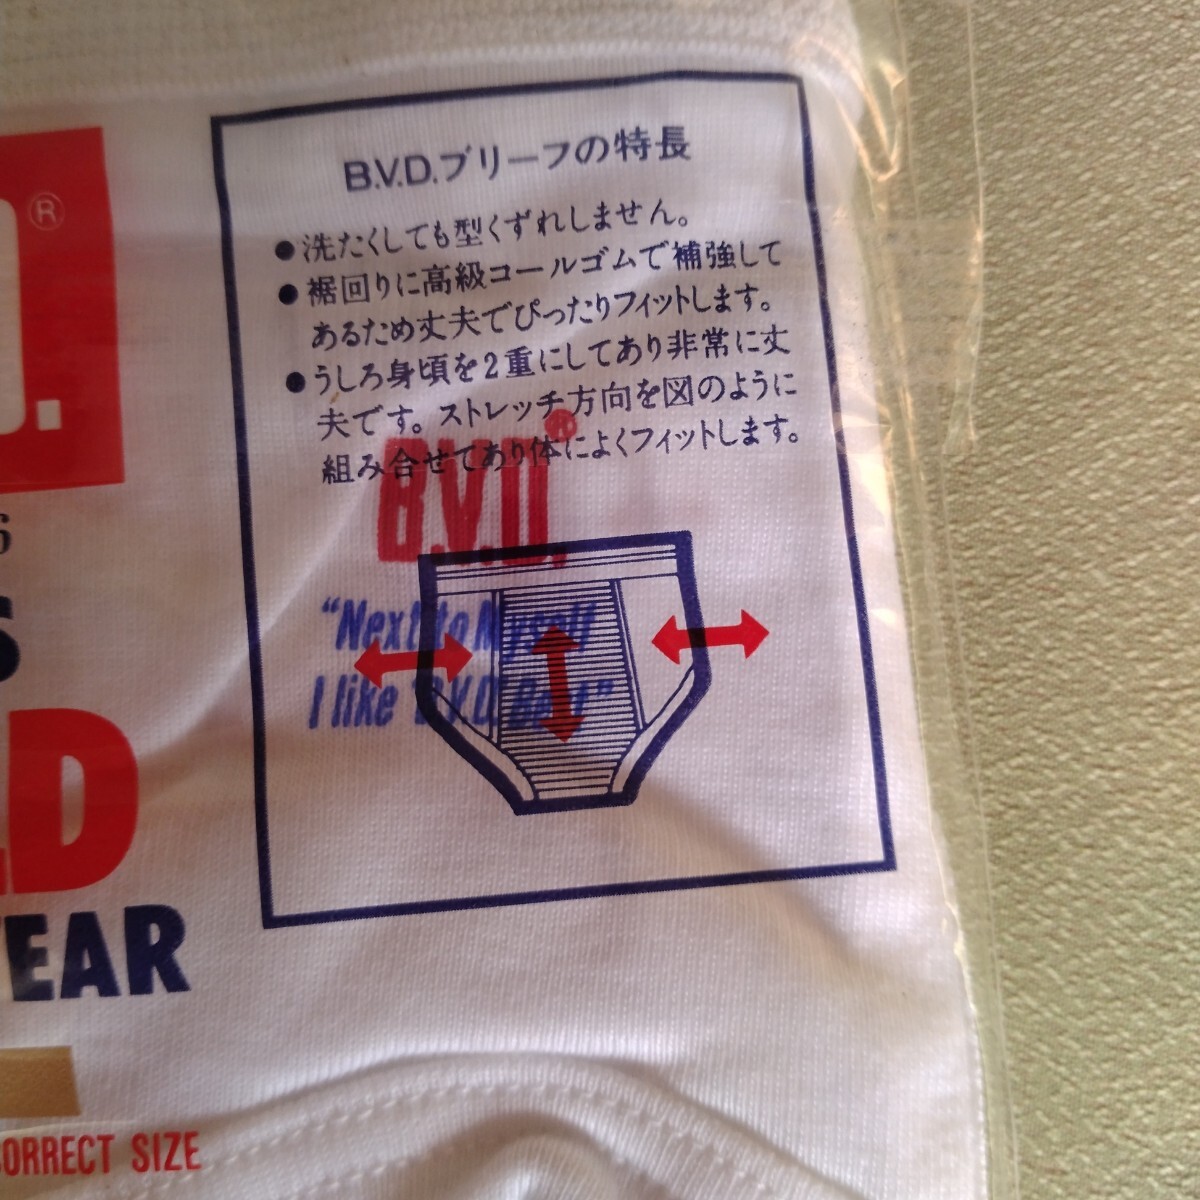 B.V.D.ブリーフの特長
●洗たくしても型くずれしません。
●裾回りに高級コールゴムで補強して
あるため丈夫でぴったりフィットします。
●うしろ身頃を2重にしてあり非常に丈
夫です。ストレッチ方向を図のように
組み合せてあり体によくフィットします。
B.V.D.®
“Next to Myself
I like B.V.D. Best”
D.®
6
S
LD
EAR
ORRECT SIZE